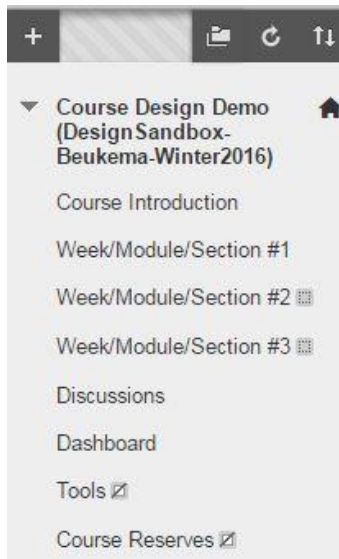 Course Design Demo
(DesignSandbox-
Beukema-Winter2016)
Course Introduction
Week/Module/Section #1
Week/Module/Section #2
Week/Module/Section #3
Discussions
Dashboard
Tools
Course Reserves